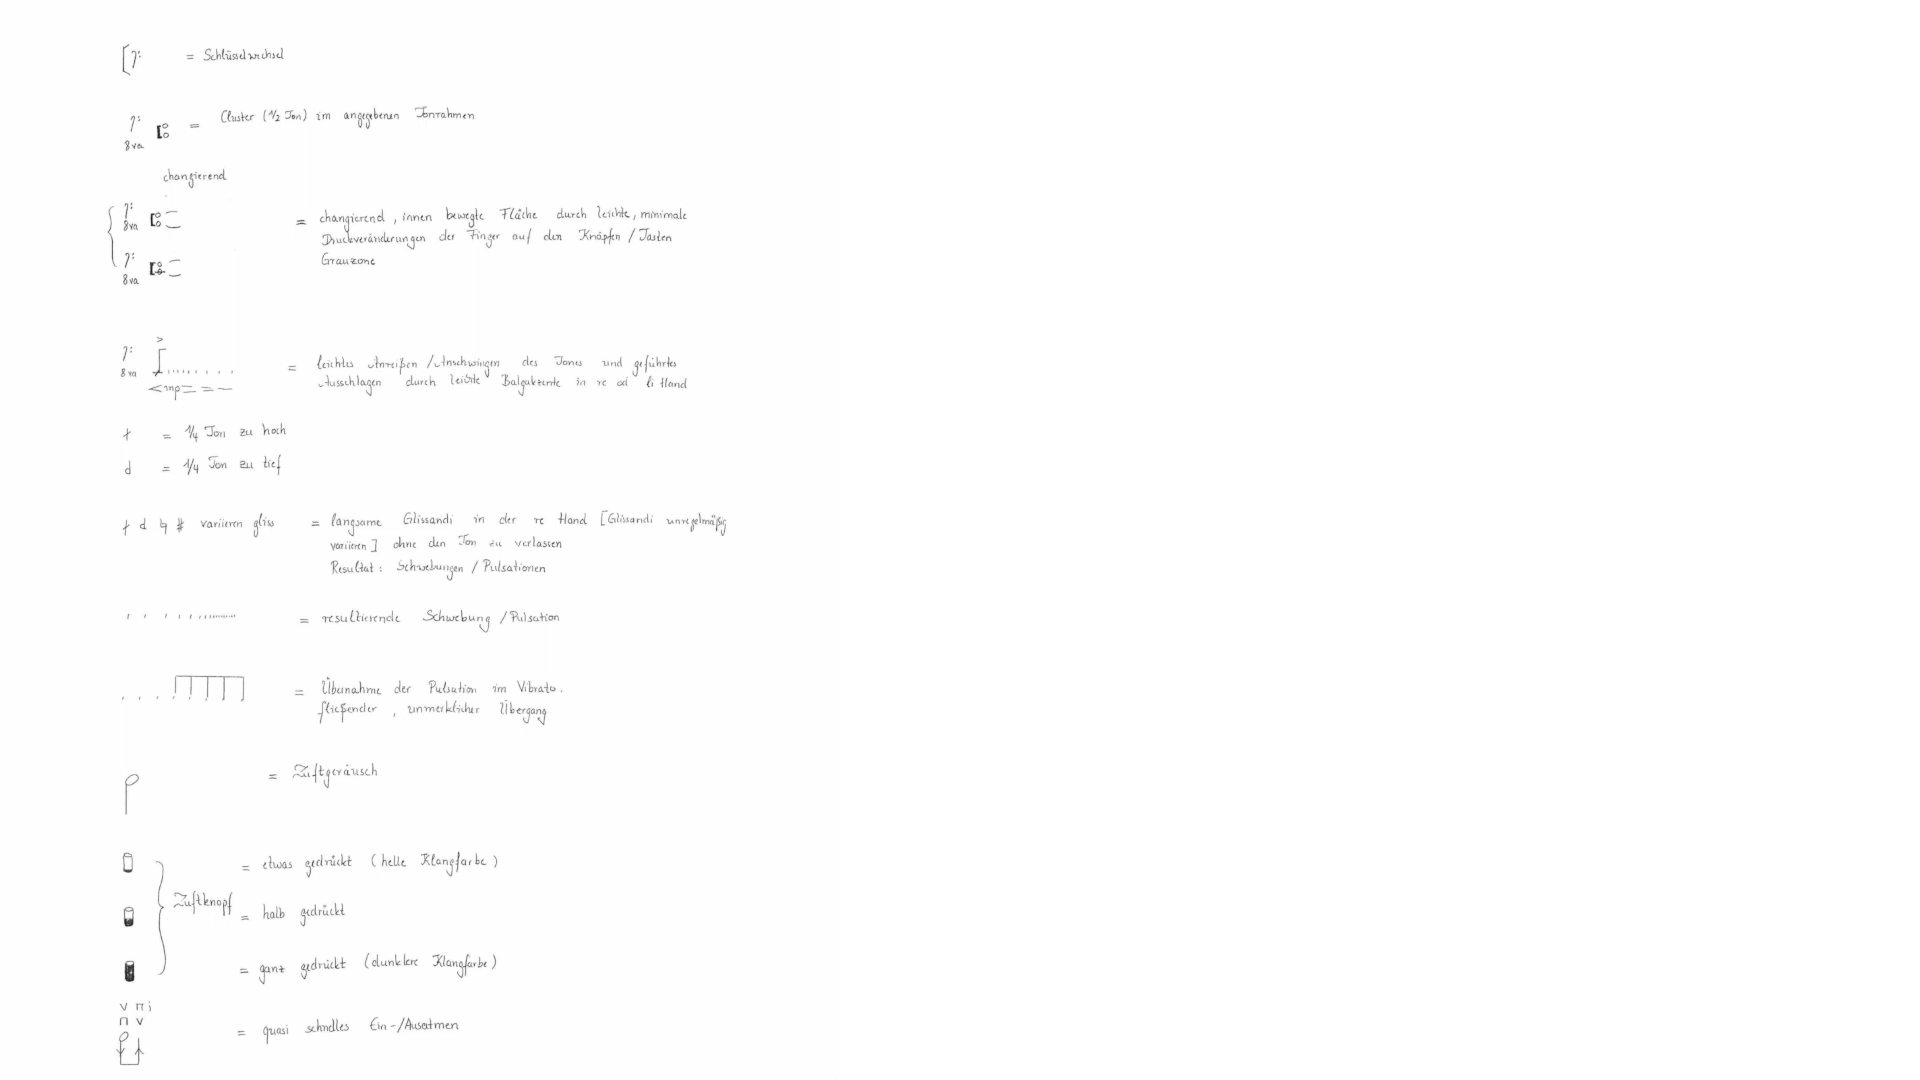 = Schlüsselwechsel
8va = Cluster (1/2 Ton) im angegebenen Tonrahmen
changierend
8va = changierend, innen bewegte Fläche durch leichte, minimale
Druckveränderungen der Finger auf den Knöpfen / Tasten
8va Grauzone
>
8va = leichtes Anreißen / Anschwingen des Tones und geführtes
< mp = = - Ausschlagen durch leichte Balgakzente in re od li Hand
= 1/4 Ton zu hoch
d = 1/4 Ton zu tief
d ♮ # variieren gliss = langsame Glissandi in der re Hand [Glissandi unregelmäßig
variieren] ohne den Ton zu verlassen
Resultat: Schwebungen / Pulsationen
= resultierende Schwebung / Pulsation
= Übernahme der Pulsation im Vibrato.
fließender, unmerklicher Übergang
= Luftgeräusch
= etwas gedrückt (helle Klangfarbe)
Luftknopf
= halb gedrückt
= ganz gedrückt (dunklere Klangfarbe)
V ⊓ ;
⊓ V
= quasi schnelles Ein-/Ausatmen